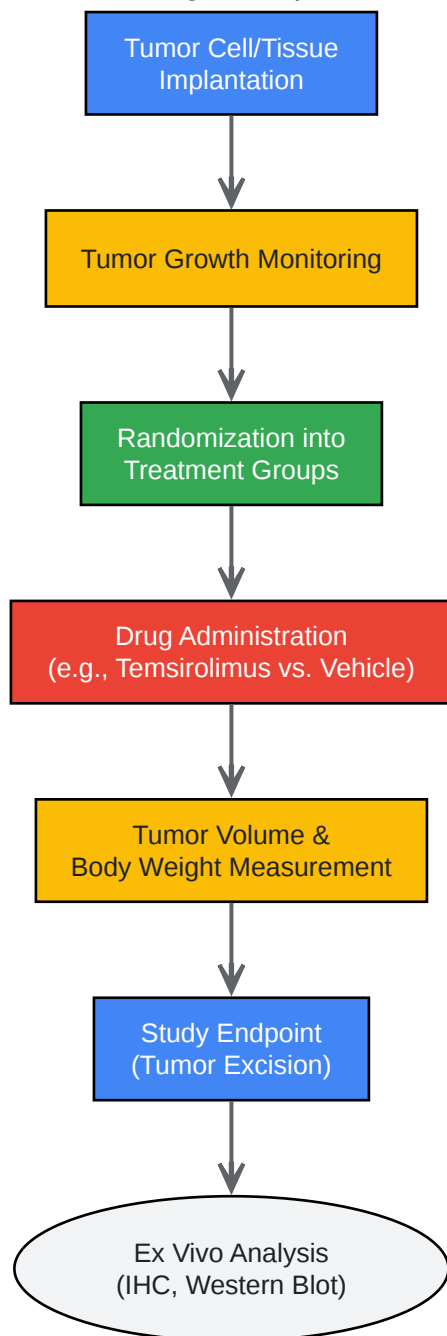 Tumor Cell/Tissue
Implantation
Tumor Growth Monitoring
Randomization into
Treatment Groups
Drug Administration
(e.g., Temsirolimus vs. Vehicle)
Tumor Volume &
Body Weight Measurement
Study Endpoint
(Tumor Excision)
Ex Vivo Analysis
(IHC, Western Blot)